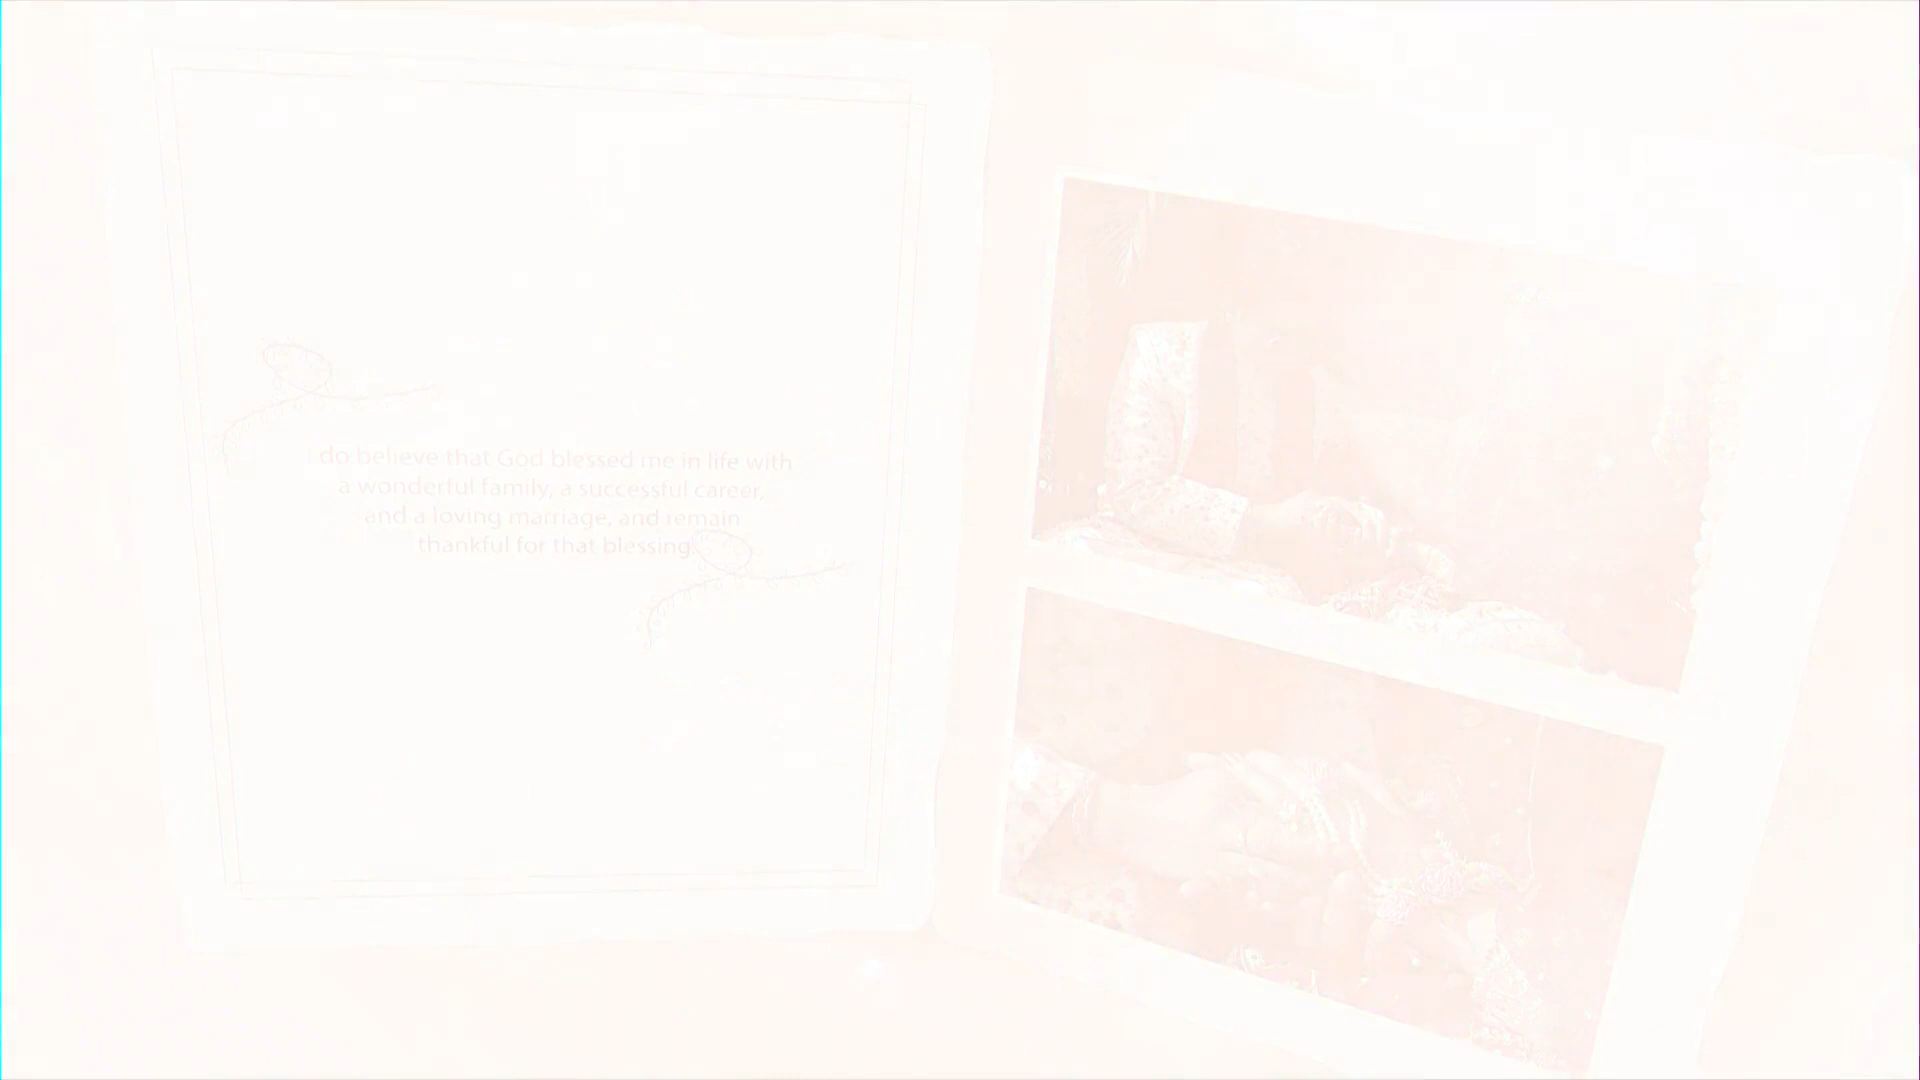 I do believe that God blessed me in life with
a wonderful family, a successful career,
and a loving marriage, and remain
thankful for that blessing.